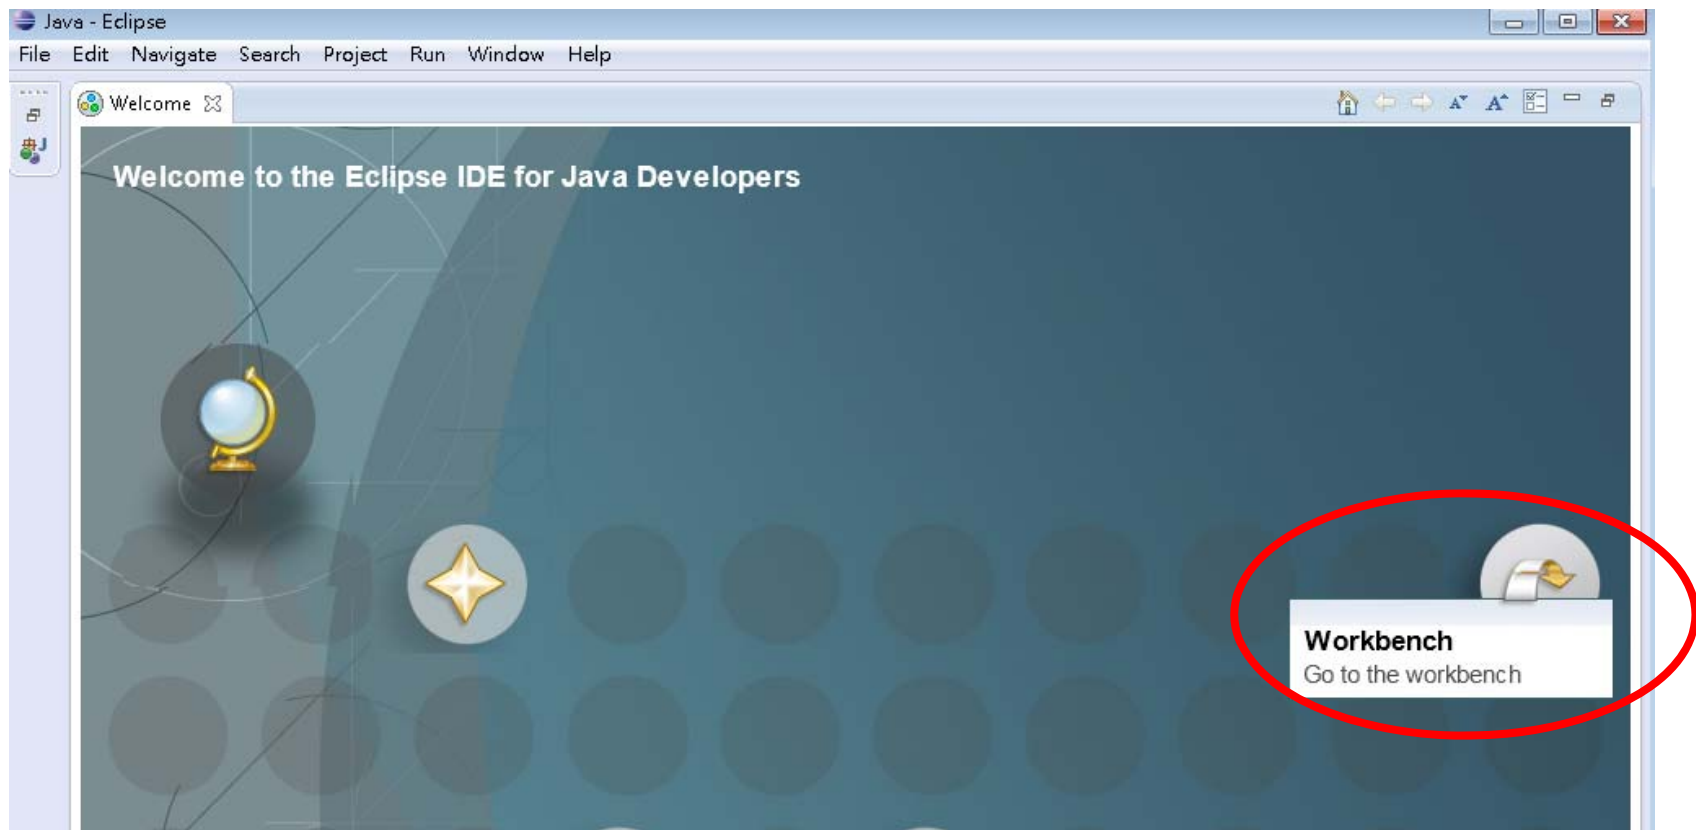 Java - Eclipse
File Edit Navigate Search Project Run Window Help
Welcome
Welcome to the Eclipse IDE for Java Developers
Workbench
Go to the workbench